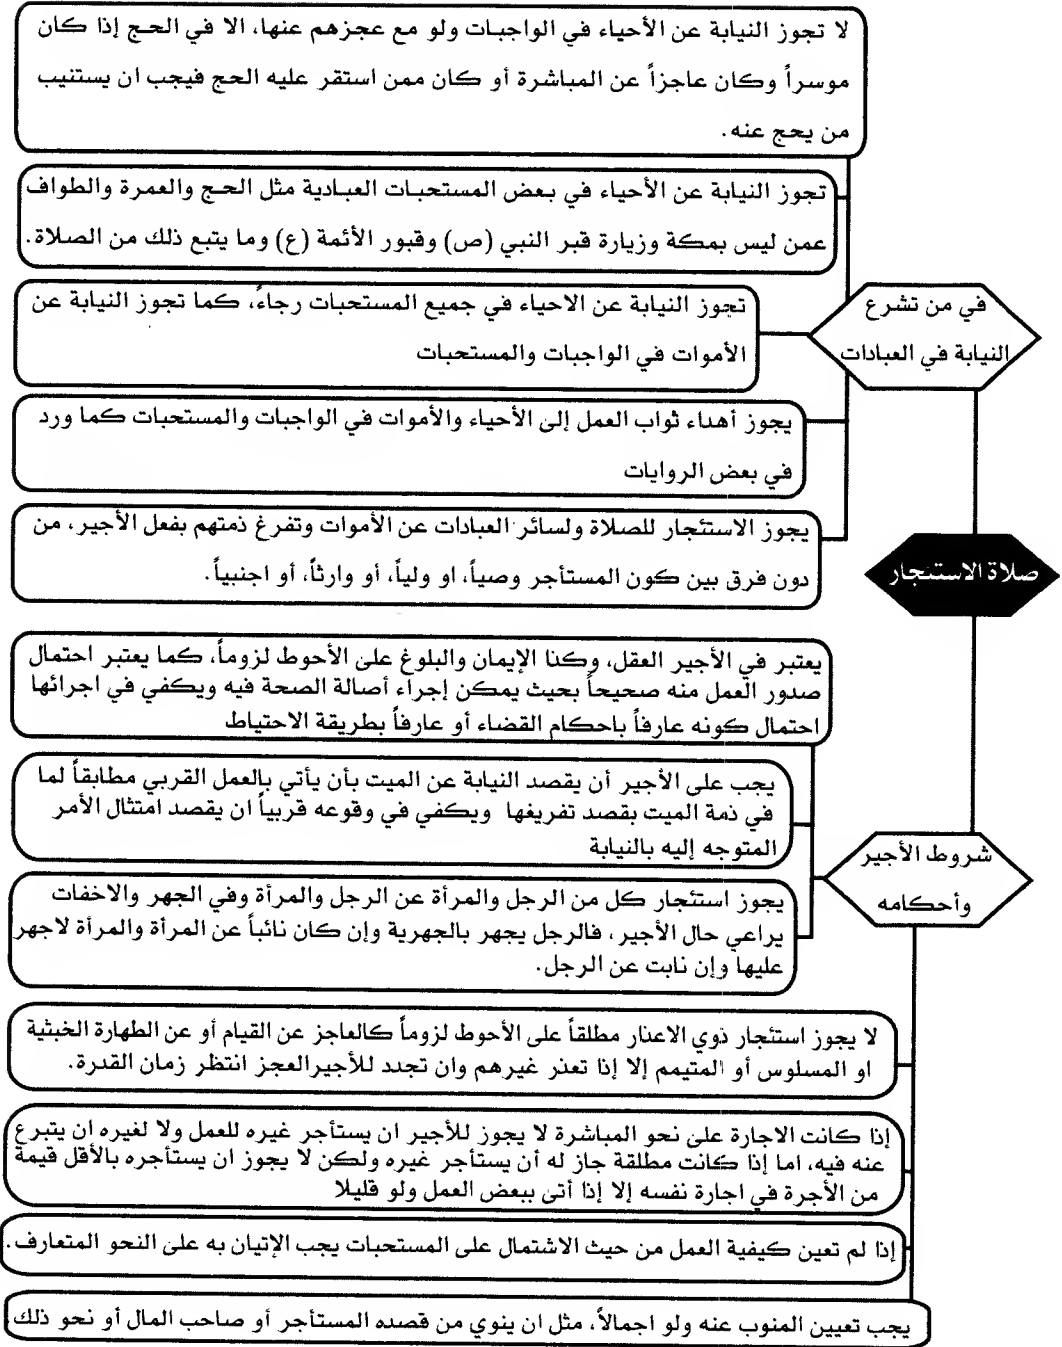 لا تجوز النيابة عن الأحياء في الواجبات ولو مع عجزهم عنها، الا في الحج إذا كان
موسراً وكان عاجزاً عن المباشرة أو كان ممن استقر عليه الحج فيجب ان يستنيب
من يحج عنه.
تجوز النيابة عن الأحياء في بعض المستحبات العبادية مثل الحج والعمرة والطواف
عمن ليس بمكة وزيارة قبر النبي (ص) وقبور الأئمة (ع) وما يتبع ذلك من الصلاة.
في من تشرع
النيابة في العبادات
تجوز النيابة عن الاحياء في جميع المستحبات رجاءً، كما تجوز النيابة عن
الأموات في الواجبات والمستحبات
يجوز أهداء ثواب العمل إلى الأحياء والأموات في الواجبات والمستحبات كما ورد
في بعض الروايات
يجوز الاستئجار للصلاة ولسائر العبادات عن الأموات وتفرغ ذمتهم بفعل الأجير، من
دون فرق بين كون المستأجر وصياً، او ولياً، أو وارثاً، أو اجنبياً.
صلاة الاستئجار
يعتبر في الأجير العقل، وكذا الإيمان والبلوغ على الأحوط لزوماً، كما يعتبر احتمال
صدور العمل منه صحيحاً بحيث يمكن إجراء أصالة الصحة فيه ويكفي في اجرائها
احتمال كونه عارفاً باحكام القضاء أو عارفاً بطريقة الاحتياط
يجب على الأجير أن يقصد النيابة عن الميت بأن يأتي بالعمل القربي مطابقاً لما
في ذمة الميت بقصد تفريغها ويكفي في وقوعه قربياً ان يقصد امتثال الأمر
المتوجه إليه بالنيابة
شروط الأجير
وأحكامه
يجوز استئجار كل من الرجل والمرأة عن الرجل والمرأة وفي الجهر والاخفات
يراعي حال الأجير، فالرجل يجهر بالجهرية وإن كان نائباً عن المرأة والمرأة لاجهر
عليها وإن نابت عن الرجل.
لا يجوز استئجار ذوي الاعذار مطلقاً على الأحوط لزوماً كالعاجز عن القيام أو عن الطهارة الخبثية
او المسلوس أو المتيمم إلا إذا تعذر غيرهم وان تجدد للأجيرالعجز انتظر زمان القدرة.
إذا كانت الاجارة على نحو المباشرة لا يجوز للأجير ان يستأجر غيره للعمل ولا لغيره ان يتبرع
عنه فيه، اما إذا كانت مطلقة جاز له أن يستأجر غيره ولكن لا يجوز ان يستأجره بالأقل قيمة
من الأجرة في اجارة نفسه إلا إذا أتى ببعض العمل ولو قليلا
إذا لم تعين كيفية العمل من حيث الاشتمال على المستحبات يجب الإتيان به على النحو المتعارف.
يجب تعيين المنوب عنه ولو اجمالاً، مثل ان ينوي من قصده المستأجر أو صاحب المال أو نحو ذلك.